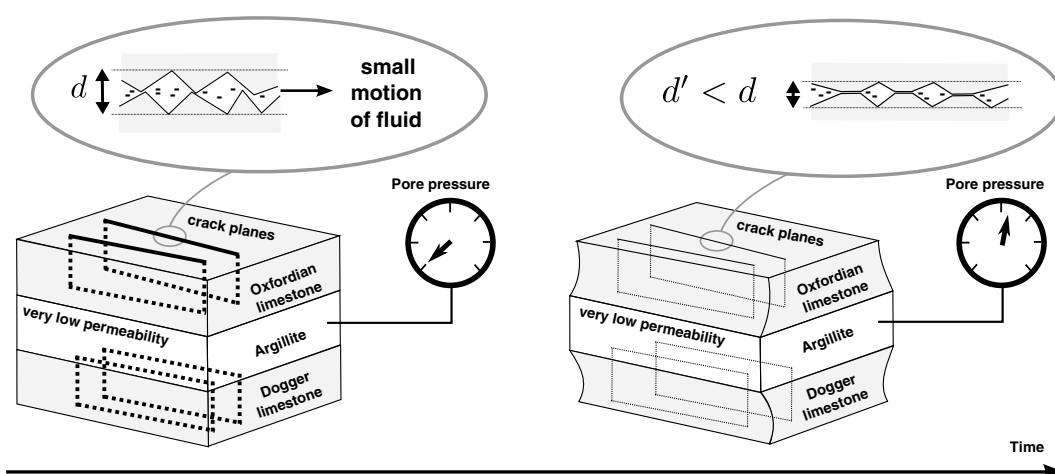 d
small
motion
of fluid
d′ < d
Pore pressure
crack planes
Oxfordian
limestone
very low permeability
Argillite
Dogger
limestone
Pore pressure
crack planes
Oxfordian
limestone
very low permeability
Argillite
Dogger
limestone
Time